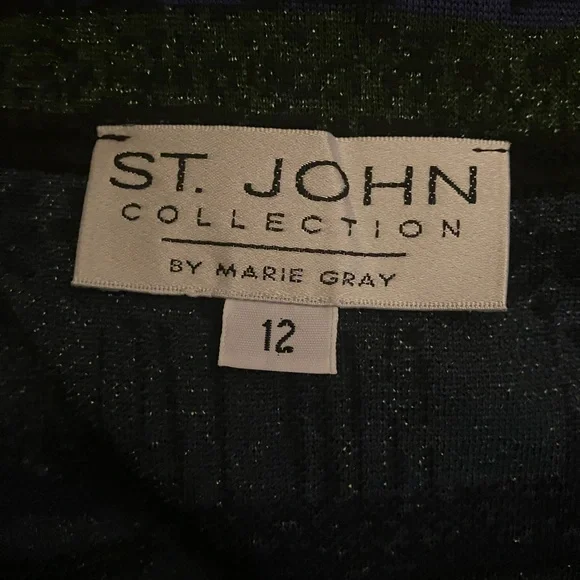 ST. JOHN
COLLECTION
BY MARIE GRAY
12